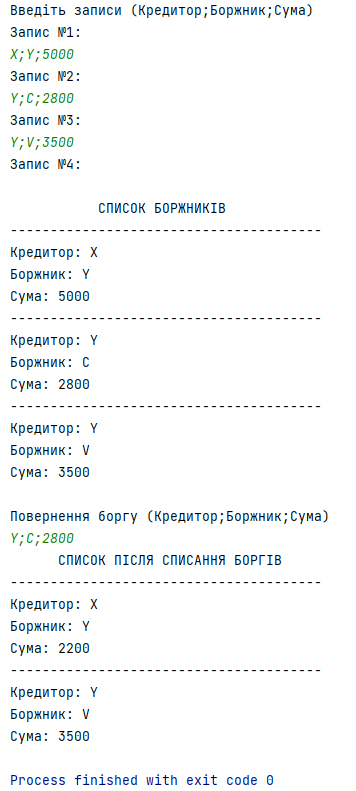 Введіть записи (Кредитор;Боржник;Сума)
Запис №1:
X;Y;5000
Запис №2:
Y;C;2800
Запис №3:
Y;V;3500
Запис №4:
СПИСОК БОРЖНИКІВ
---------------------------------------
Кредитор: X
Боржник: Y
Сума: 5000
---------------------------------------
Кредитор: Y
Боржник: C
Сума: 2800
---------------------------------------
Кредитор: Y
Боржник: V
Сума: 3500
Повернення боргу (Кредитор;Боржник;Сума)
Y;C;2800
СПИСОК ПІСЛЯ СПИСАННЯ БОРГІВ
---------------------------------------
Кредитор: X
Боржник: Y
Сума: 2200
---------------------------------------
Кредитор: Y
Боржник: V
Сума: 3500
Process finished with exit code 0